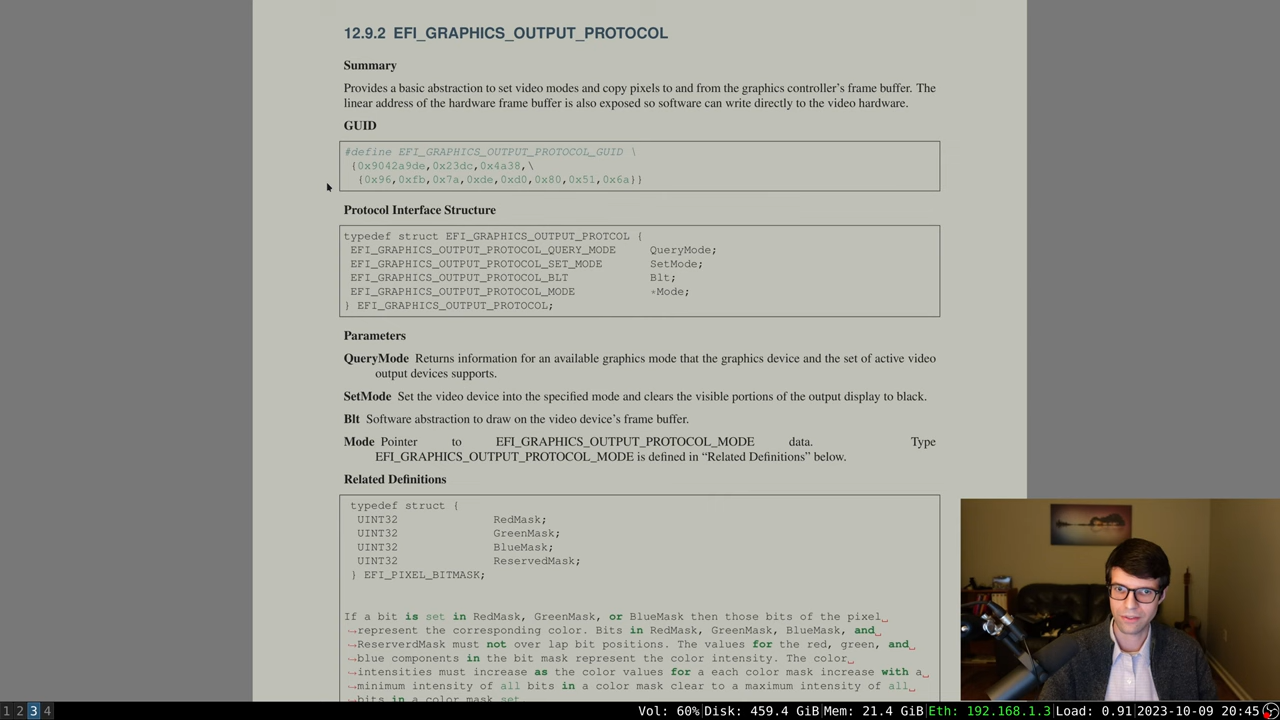 12.9.2 EFI_GRAPHICS_OUTPUT_PROTOCOL
Summary
Provides a basic abstraction to set video modes and copy pixels to and from the graphics controller's frame buffer. The
linear address of the hardware frame buffer is also exposed so software can write directly to the video hardware.
GUID
#define EFI_GRAPHICS_OUTPUT_PROTOCOL_GUID \
{0x9042a9de,0x23dc,0x4a38,\
{0x96,0xfb,0x7a,0xde,0xd0,0x80,0x51,0x6a}}
Protocol Interface Structure
typedef struct EFI_GRAPHICS_OUTPUT_PROTCOL {
EFI_GRAPHICS_OUTPUT_PROTOCOL_QUERY_MODE QueryMode;
EFI_GRAPHICS_OUTPUT_PROTOCOL_SET_MODE SetMode;
EFI_GRAPHICS_OUTPUT_PROTOCOL_BLT Blt;
EFI_GRAPHICS_OUTPUT_PROTOCOL_MODE *Mode;
} EFI_GRAPHICS_OUTPUT_PROTOCOL;
Parameters
QueryMode Returns information for an available graphics mode that the graphics device and the set of active video
output devices supports.
SetMode Set the video device into the specified mode and clears the visible portions of the output display to black.
Blt Software abstraction to draw on the video device's frame buffer.
Mode Pointer to EFI_GRAPHICS_OUTPUT_PROTOCOL_MODE data. Type
EFI_GRAPHICS_OUTPUT_PROTOCOL_MODE is defined in "Related Definitions" below.
Related Definitions
typedef struct {
UINT32 RedMask;
UINT32 GreenMask;
UINT32 BlueMask;
UINT32 ReservedMask;
} EFI_PIXEL_BITMASK;
If a bit is set in RedMask, GreenMask, or BlueMask then those bits of the pixel
represent the corresponding color. Bits in RedMask, GreenMask, BlueMask, and
ReserverdMask must not over lap bit positions. The values for the red, green, and
blue components in the bit mask represent the color intensity. The color
intensities must increase as the color values for a each color mask increase with a
minimum intensity of all bits in a color mask clear to a maximum intensity of all
bits in a color mask set.
1 2 3 4
Vol: 60%|Disk: 459.4 GiB|Mem: 21.4 GiB|Eth: 192.168.1.3|Load: 0.91|2023-10-09 20:45